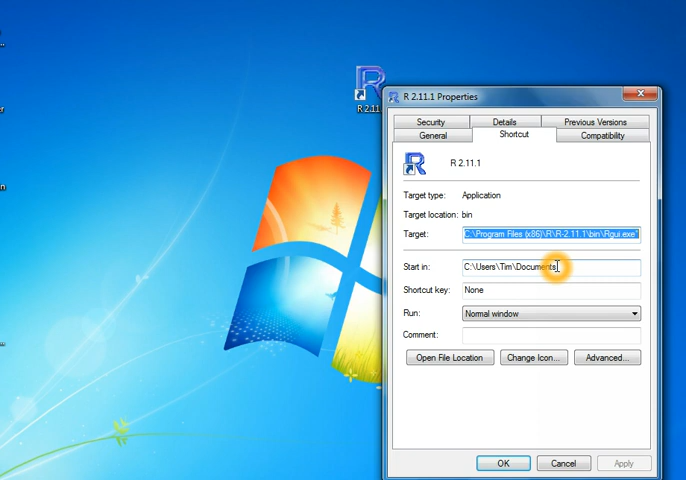 R 2.11
R 2.11.1 Properties
Security
Details
Previous Versions
General
Shortcut
Compatibility
R 2.11.1
Target type: Application
Target location: bin
Target: C:\Program Files (x86)\R\R-2.11.1\bin\Rgui.exe"
Start in: C:\Users\Tim\Documents
Shortcut key: None
Run: Normal window
Comment:
Open File Location
Change Icon...
Advanced...
OK
Cancel
Apply